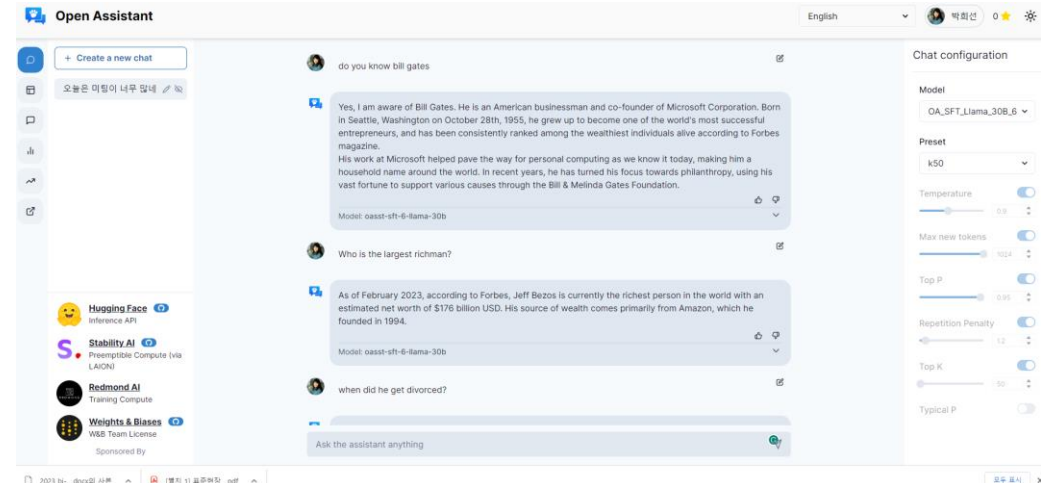 Open Assistant
English
박희선
0
+ Create a new chat
오늘은 미팅이 너무 많네
Hugging Face
Inference API
Stability AI
Preemptible Compute (via
LAION)
Redmond AI
Training Compute
Weights & Biases
W&B Team License
Sponsored By
do you know bill gates
Yes, I am aware of Bill Gates. He is an American businessman and co-founder of Microsoft Corporation. Born
in Seattle, Washington on October 28th, 1955, he grew up to become one of the world's most successful
entrepreneurs, and has been consistently ranked among the wealthiest individuals alive according to Forbes
magazine.
His work at Microsoft helped pave the way for personal computing as we know it today, making him a
household name around the world. In recent years, he has turned his focus towards philanthropy, using his
vast fortune to support various causes through the Bill & Melinda Gates Foundation.
Model: oasst-sft-6-llama-30b
Who is the largest richman?
As of February 2023, according to Forbes, Jeff Bezos is currently the richest person in the world with an
estimated net worth of $176 billion USD. His source of wealth comes primarily from Amazon, which he
founded in 1994.
Model: oasst-sft-6-llama-30b
when did he get divorced?
Ask the assistant anything
Chat configuration
Model
OA_SFT_Llama_30B_6
Preset
k50
Temperature
Max new tokens
1024
Top P
0.95
Repetition Penalty
1.2
Top K
50
Typical P
모두 표시